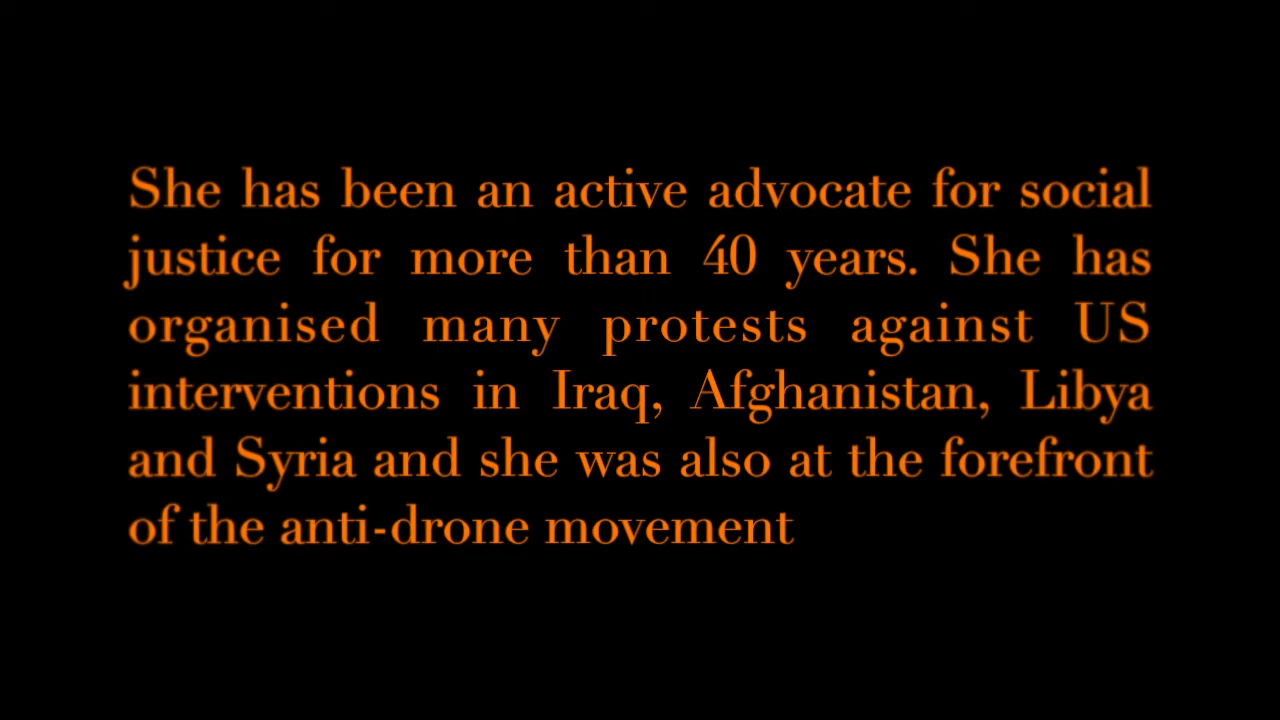 She has been an active advocate for social
justice for more than 40 years. She has
organised many protests against US
interventions in Iraq, Afghanistan, Libya
and Syria and she was also at the forefront
of the anti-drone movement